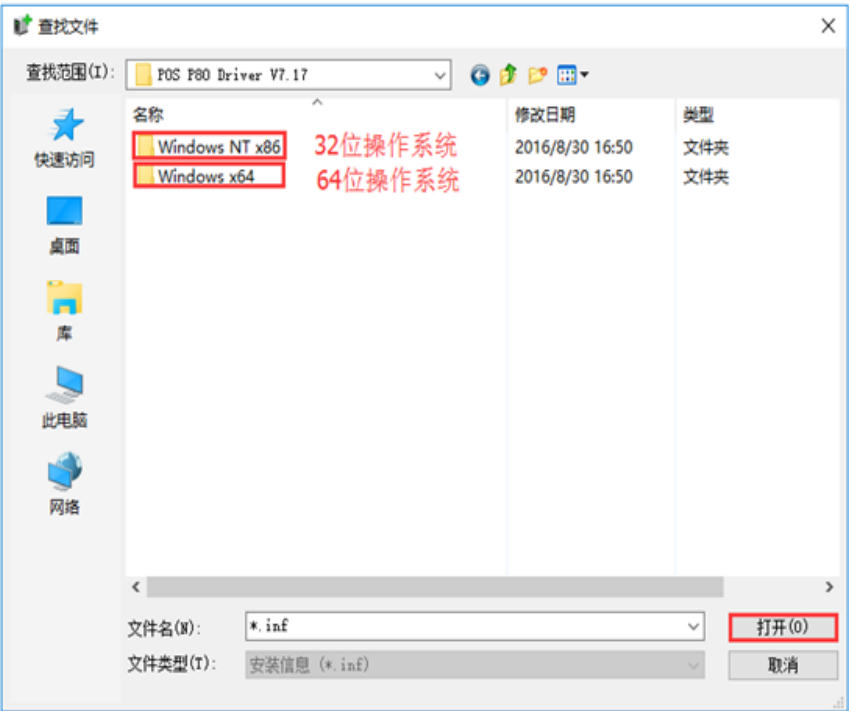 查找文件
查找范围(I):
POS P80 Driver V7.17
名称 修改日期 类型
Windows NT x86 32位操作系统 2016/8/30 16:50 文件夹
Windows x64 64位操作系统 2016/8/30 16:50 文件夹
快速访问
桌面
库
此电脑
网络
文件名(N): *.inf 打开(O)
文件类型(T): 安装信息 (*.inf) 取消